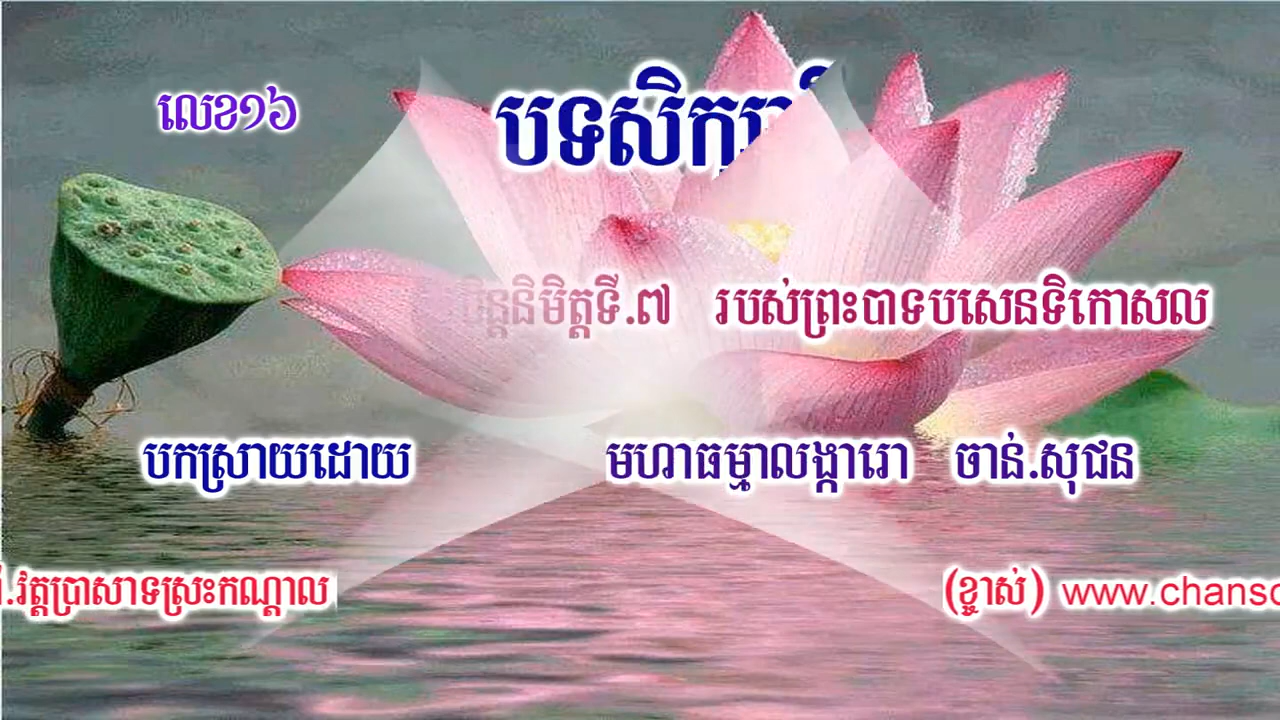 លេខ១៦
បទសិក្សា
និមិត្តទី.៧ របស់ព្រះបាទបសេនទិកោសល
បកស្រាយដោយ មហាធម្មាលង្ការោ ចាន់.សុជន
.វត្តប្រាសាទស្រះកណ្ដាល (ខ្ចាស់) www.chansc